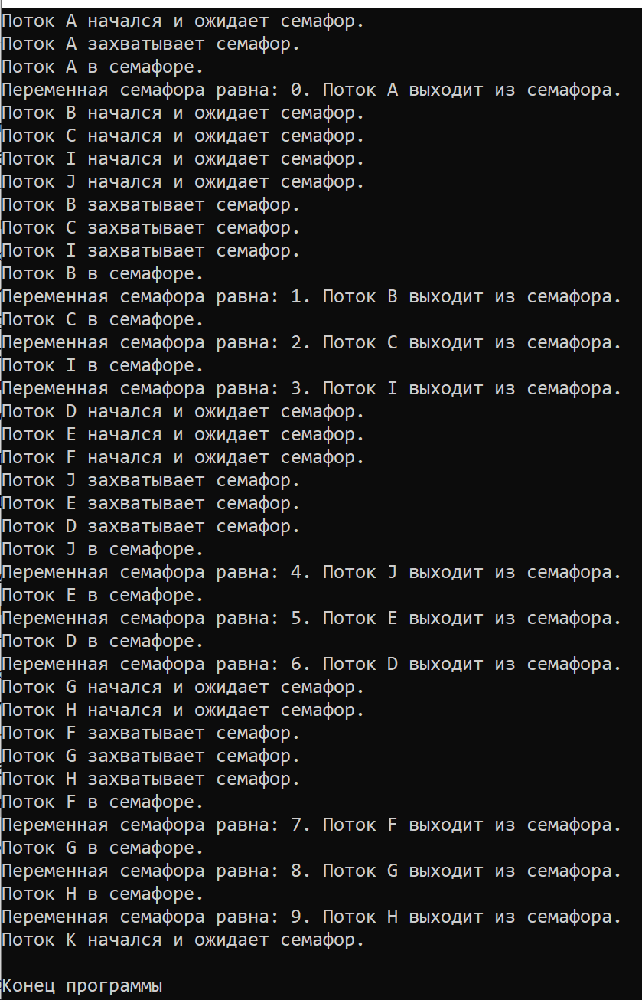 Поток A начался и ожидает семафор.
Поток A захватывает семафор.
Поток A в семафоре.
Переменная семафора равна: 0. Поток A выходит из семафора.
Поток B начался и ожидает семафор.
Поток C начался и ожидает семафор.
Поток I начался и ожидает семафор.
Поток J начался и ожидает семафор.
Поток B захватывает семафор.
Поток C захватывает семафор.
Поток I захватывает семафор.
Поток B в семафоре.
Переменная семафора равна: 1. Поток B выходит из семафора.
Поток C в семафоре.
Переменная семафора равна: 2. Поток C выходит из семафора.
Поток I в семафоре.
Переменная семафора равна: 3. Поток I выходит из семафора.
Поток D начался и ожидает семафор.
Поток E начался и ожидает семафор.
Поток F начался и ожидает семафор.
Поток J захватывает семафор.
Поток E захватывает семафор.
Поток D захватывает семафор.
Поток J в семафоре.
Переменная семафора равна: 4. Поток J выходит из семафора.
Поток E в семафоре.
Переменная семафора равна: 5. Поток E выходит из семафора.
Поток D в семафоре.
Переменная семафора равна: 6. Поток D выходит из семафора.
Поток G начался и ожидает семафор.
Поток H начался и ожидает семафор.
Поток F захватывает семафор.
Поток G захватывает семафор.
Поток H захватывает семафор.
Поток F в семафоре.
Переменная семафора равна: 7. Поток F выходит из семафора.
Поток G в семафоре.
Переменная семафора равна: 8. Поток G выходит из семафора.
Поток H в семафоре.
Переменная семафора равна: 9. Поток H выходит из семафора.
Поток K начался и ожидает семафор.
Конец программы